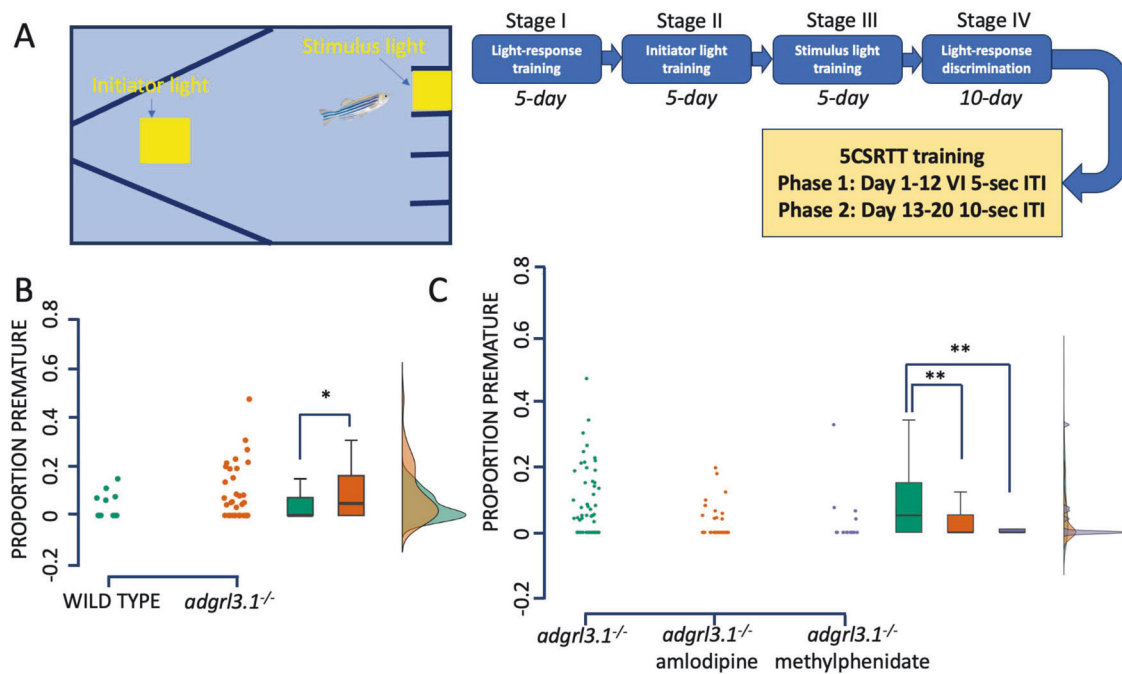 A
Initiator light
Stimulus light
Stage I
Stage II
Stage III
Stage IV
Light-response
training
Initiator light
training
Stimulus light
training
Light-response
discrimination
5-day
5-day
5-day
10-day
5CSRTT training
Phase 1: Day 1-12 VI 5-sec ITI
Phase 2: Day 13-20 10-sec ITI
B
PROPORTION PREMATURE
0.8
0.6
0.4
0.2
0
-0.2
*
WILD TYPE
adgrl3.1-/-
C
PROPORTION PREMATURE
0.8
0.6
0.4
0.2
0
-0.2
**
**
adgrl3.1-/-
adgrl3.1-/-
amlodipine
adgrl3.1-/-
methylphenidate